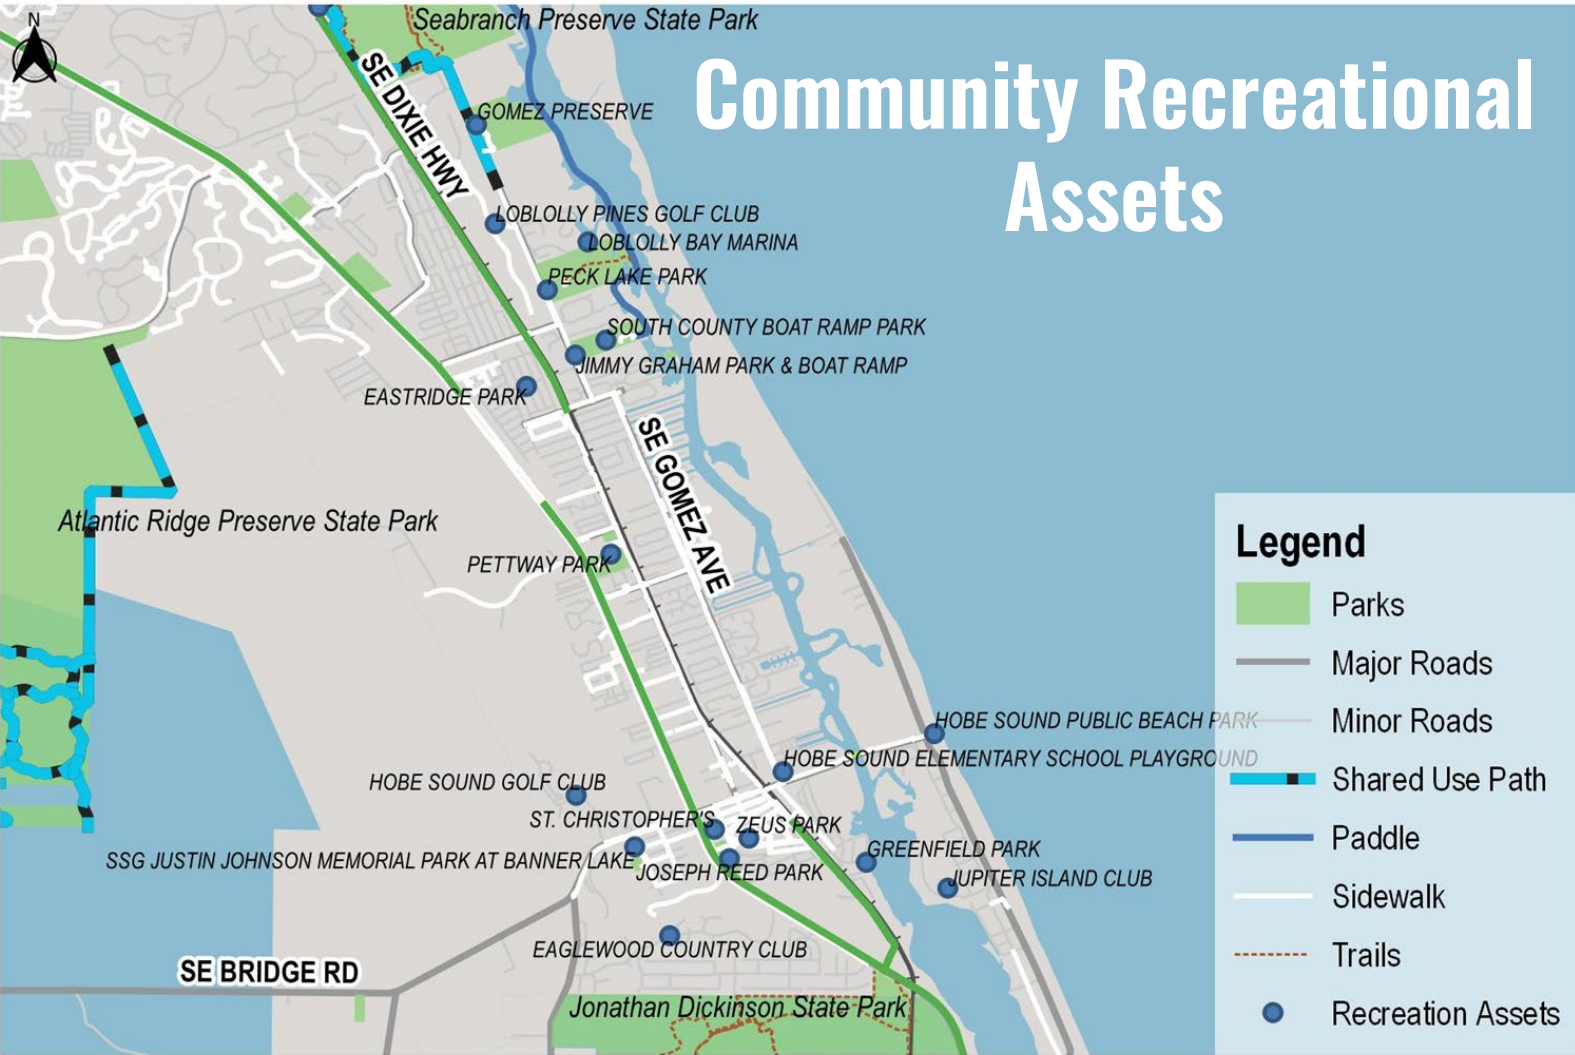 N
Seabranch Preserve State Park
Community Recreational
Assets
SE DIXIE HWY
GOMEZ PRESERVE
LOBLOLLY PINES GOLF CLUB
LOBLOLLY BAY MARINA
PECK LAKE PARK
SOUTH COUNTY BOAT RAMP PARK
JIMMY GRAHAM PARK & BOAT RAMP
EASTRIDGE PARK
SE GOMEZ AVE
Atlantic Ridge Preserve State Park
PETTWAY PARK
HOBE SOUND PUBLIC BEACH PARK
HOBE SOUND ELEMENTARY SCHOOL PLAYGROUND
HOBE SOUND GOLF CLUB
ST. CHRISTOPHER'S
ZEUS PARK
SSG JUSTIN JOHNSON MEMORIAL PARK AT BANNER LAKE
JOSEPH REED PARK
GREENFIELD PARK
JUPITER ISLAND CLUB
EAGLEWOOD COUNTRY CLUB
SE BRIDGE RD
Jonathan Dickinson State Park
Legend
Parks
Major Roads
Minor Roads
Shared Use Path
Paddle
Sidewalk
Trails
Recreation Assets